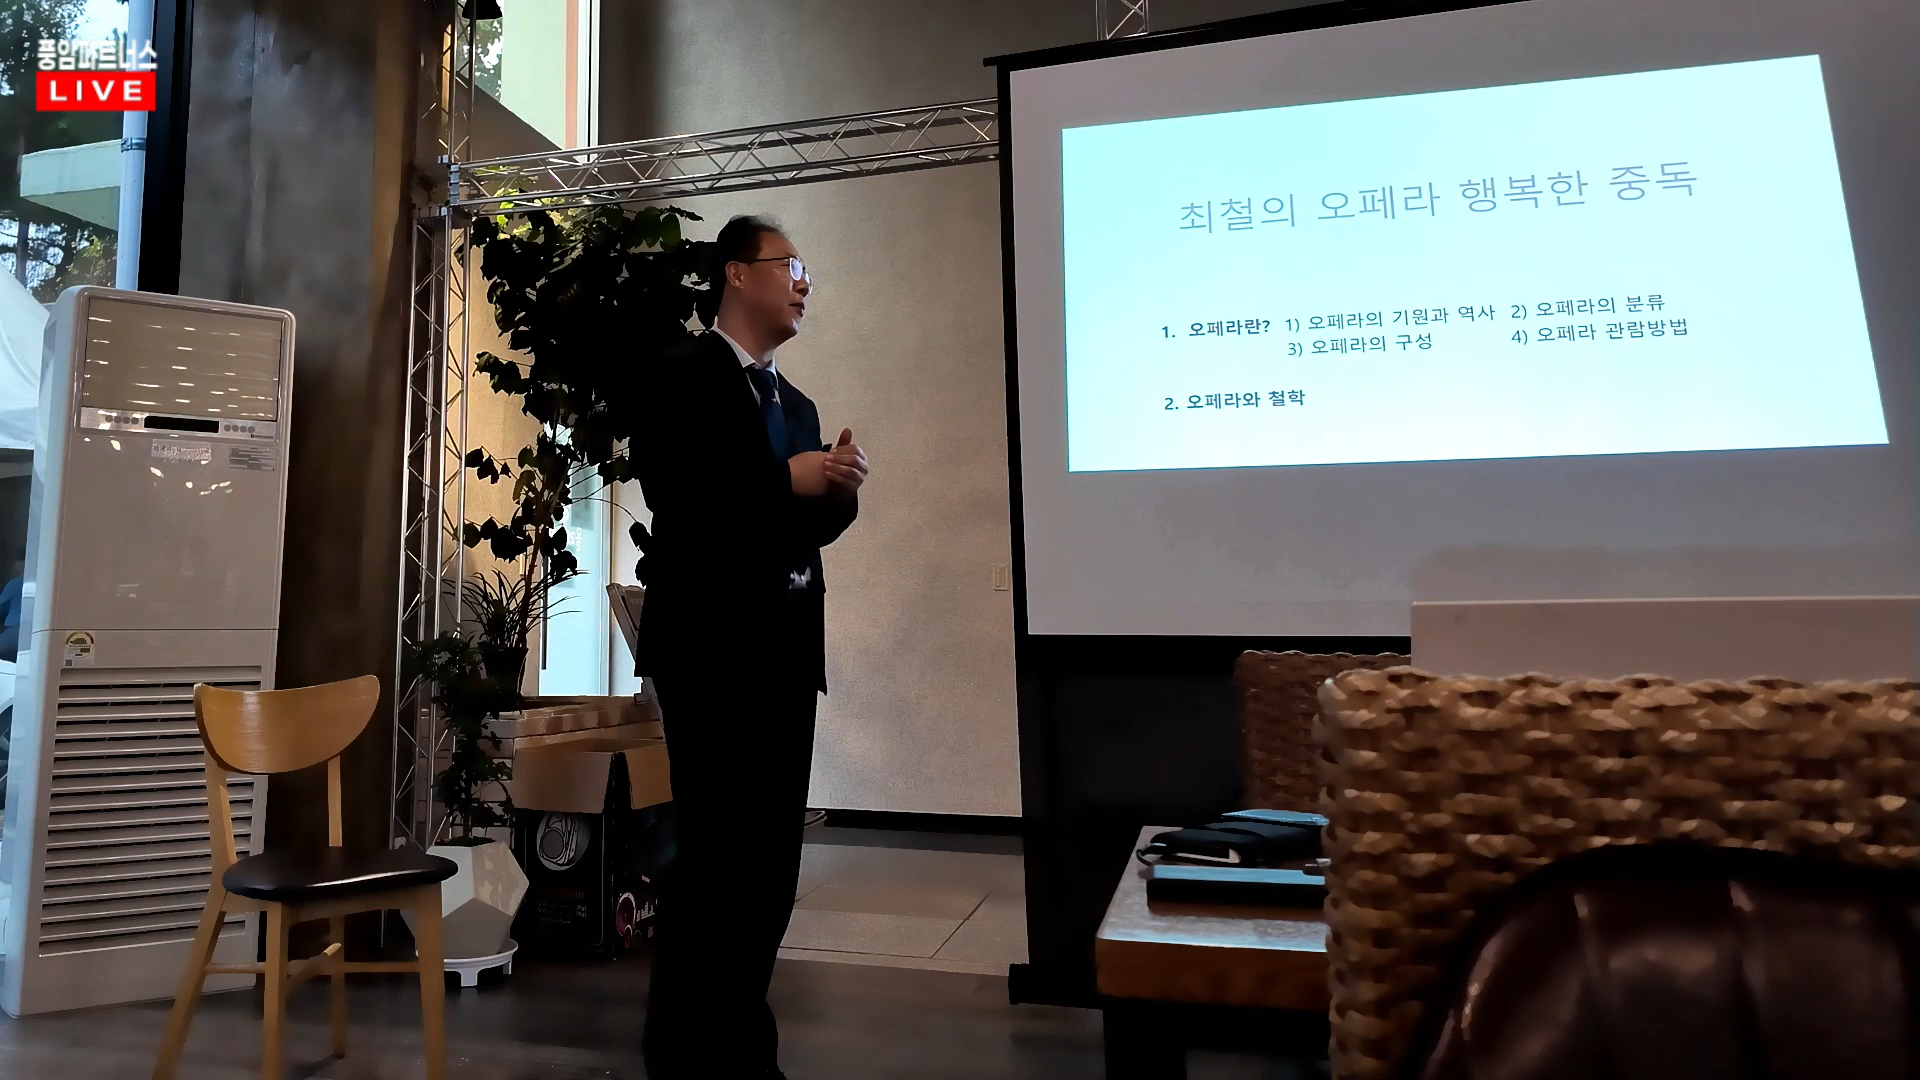 풍암파트너스
LIVE
최철의 오페라 행복한 중독
1. 오페라란? 1) 오페라의 기원과 역사 2) 오페라의 분류
3) 오페라의 구성 4) 오페라 관람방법
2. 오페라와 철학